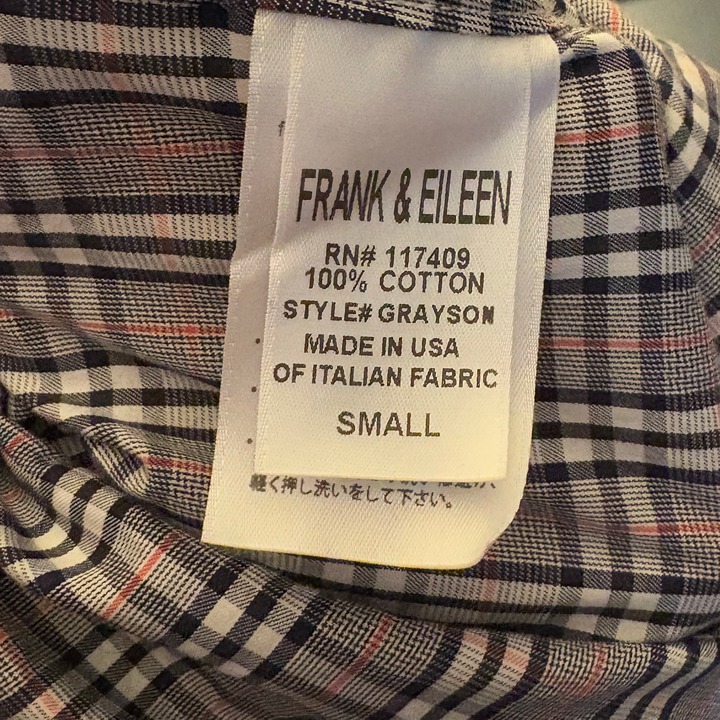 FRANK & EILEEN
RN# 117409
100% COTTON
STYLE# GRAYSON
MADE IN USA
OF ITALIAN FABRIC
SMALL
軽く押し洗いをして下さい。